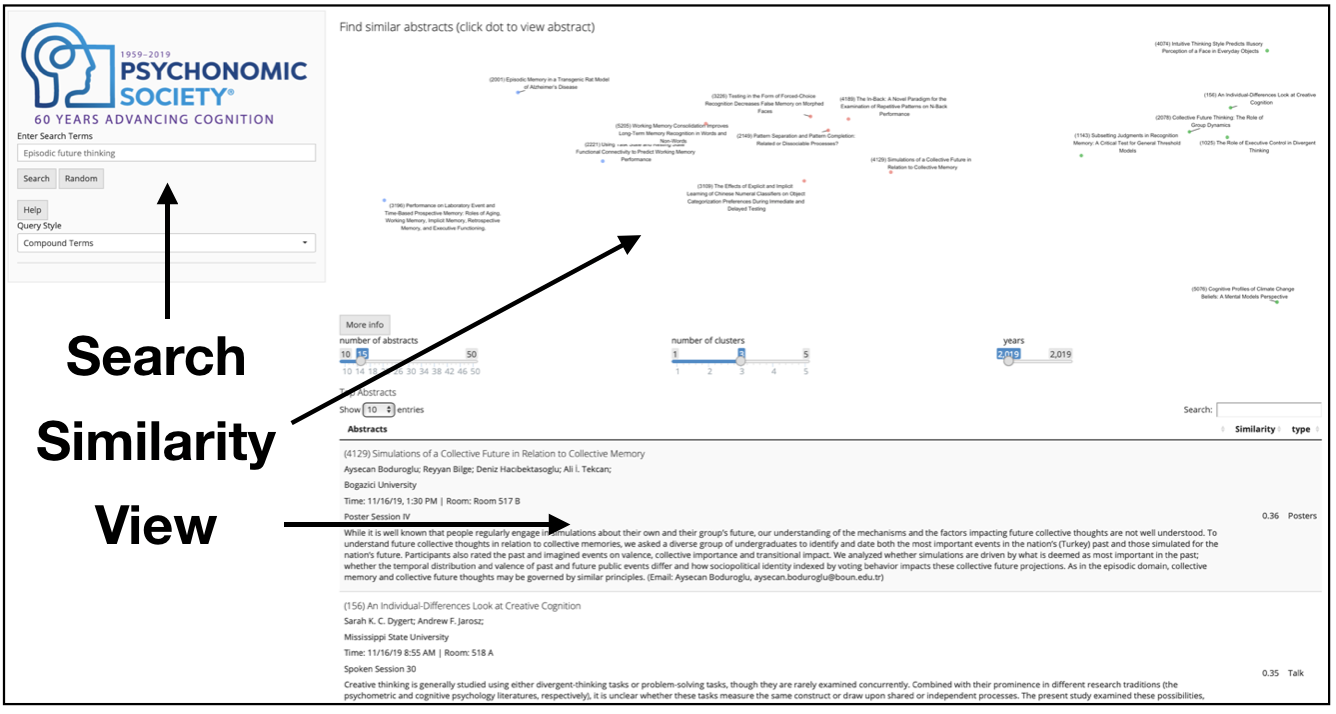 1959–2019
PSYCHONOMIC
SOCIETY®
60 YEARS ADVANCING COGNITION
Enter Search Terms
Episodic future thinking
Search Random
Help
Query Style
Compound Terms
Search
Similarity
View
Find similar abstracts (click dot to view abstract)
(4074) Intuitive Thinking Style Predicts Illusory
Perception of a Face in Everyday Objects
(2001) Episodic Memory in a Transgenic Rat Model
of Alzheimer's Disease
(3226) Testing in the Form of Forced-Choice
Recognition Decreases False Memory on Morphed
Faces
(4189) The In-Back: A Novel Paradigm for the
Examination of Repetitive Patterns on N-Back
Performance
(156) An Individual-Differences Look at Creative
Cognition
(2078) Collective Future Thinking: The Role of
Group Dynamics
(5205) Working Memory Consolidation Improves
Long-Term Memory Recognition in Words and
Non-Words
(2149) Pattern Separation and Pattern Completion:
Related or Dissociable Processes?
(1143) Subsetting Judgments in Recognition
Memory: A Critical Test for General Threshold
Models
(1025) The Role of Executive Control in Divergent
Thinking
(2221) Using Task State and Resting State
Functional Connectivity to Predict Working Memory
Performance
(4129) Simulations of a Collective Future in
Relation to Collective Memory
(3109) The Effects of Explicit and Implicit
Learning of Chinese Numeral Classifiers on Object
Categorization Preferences During Immediate and
Delayed Testing
(3196) Performance on Laboratory Event and
Time-Based Prospective Memory: Roles of Aging,
Working Memory, Implicit Memory, Retrospective
Memory, and Executive Functioning.
(5076) Cognitive Profiles of Climate Change
Beliefs: A Mental Models Perspective
More info
number of abstracts
10 15 50
10 14 18 26 30 34 38 42 46 50
number of clusters
1 3 5
1 2 3 4 5
years
2,019 2,019
Top Abstracts
Show 10 entries
Search:
Abstracts Similarity type
(4129) Simulations of a Collective Future in Relation to Collective Memory
Aysecan Boduroglu; Reyyan Bilge; Deniz Hacıbektasoglu; Ali İ. Tekcan;
Bogazici University
Time: 11/16/19, 1:30 PM | Room: Room 517 B
Poster Session IV
While it is well known that people regularly engage in simulations about their own and their group's future, our understanding of the mechanisms and the factors impacting future collective thoughts are not well understood. To
understand future collective thoughts in relation to collective memories, we asked a diverse group of undergraduates to identify and date both the most important events in the nation's (Turkey) past and those simulated for the
nation's future. Participants also rated the past and imagined events on valence, collective importance and transitional impact. We analyzed whether simulations are driven by what is deemed as most important in the past;
whether the temporal distribution and valence of past and future public events differ and how sociopolitical identity indexed by voting behavior impacts these collective future projections. As in the episodic domain, collective
memory and collective future thoughts may be governed by similar principles. (Email: Aysecan Boduroglu, aysecan.boduroglu@boun.edu.tr)
0.36 Posters
(156) An Individual-Differences Look at Creative Cognition
Sarah K. C. Dygert; Andrew F. Jarosz;
Mississippi State University
Time: 11/16/19 8:55 AM | Room: 518 A
Spoken Session 30
Creative thinking is generally studied using either divergent-thinking tasks or problem-solving tasks, though they are rarely examined concurrently. Combined with their prominence in different research traditions (the
psychometric and cognitive psychology literatures, respectively), it is unclear whether these tasks measure the same construct or draw upon shared or independent processes. The present study examined these possibilities,
0.35 Talk